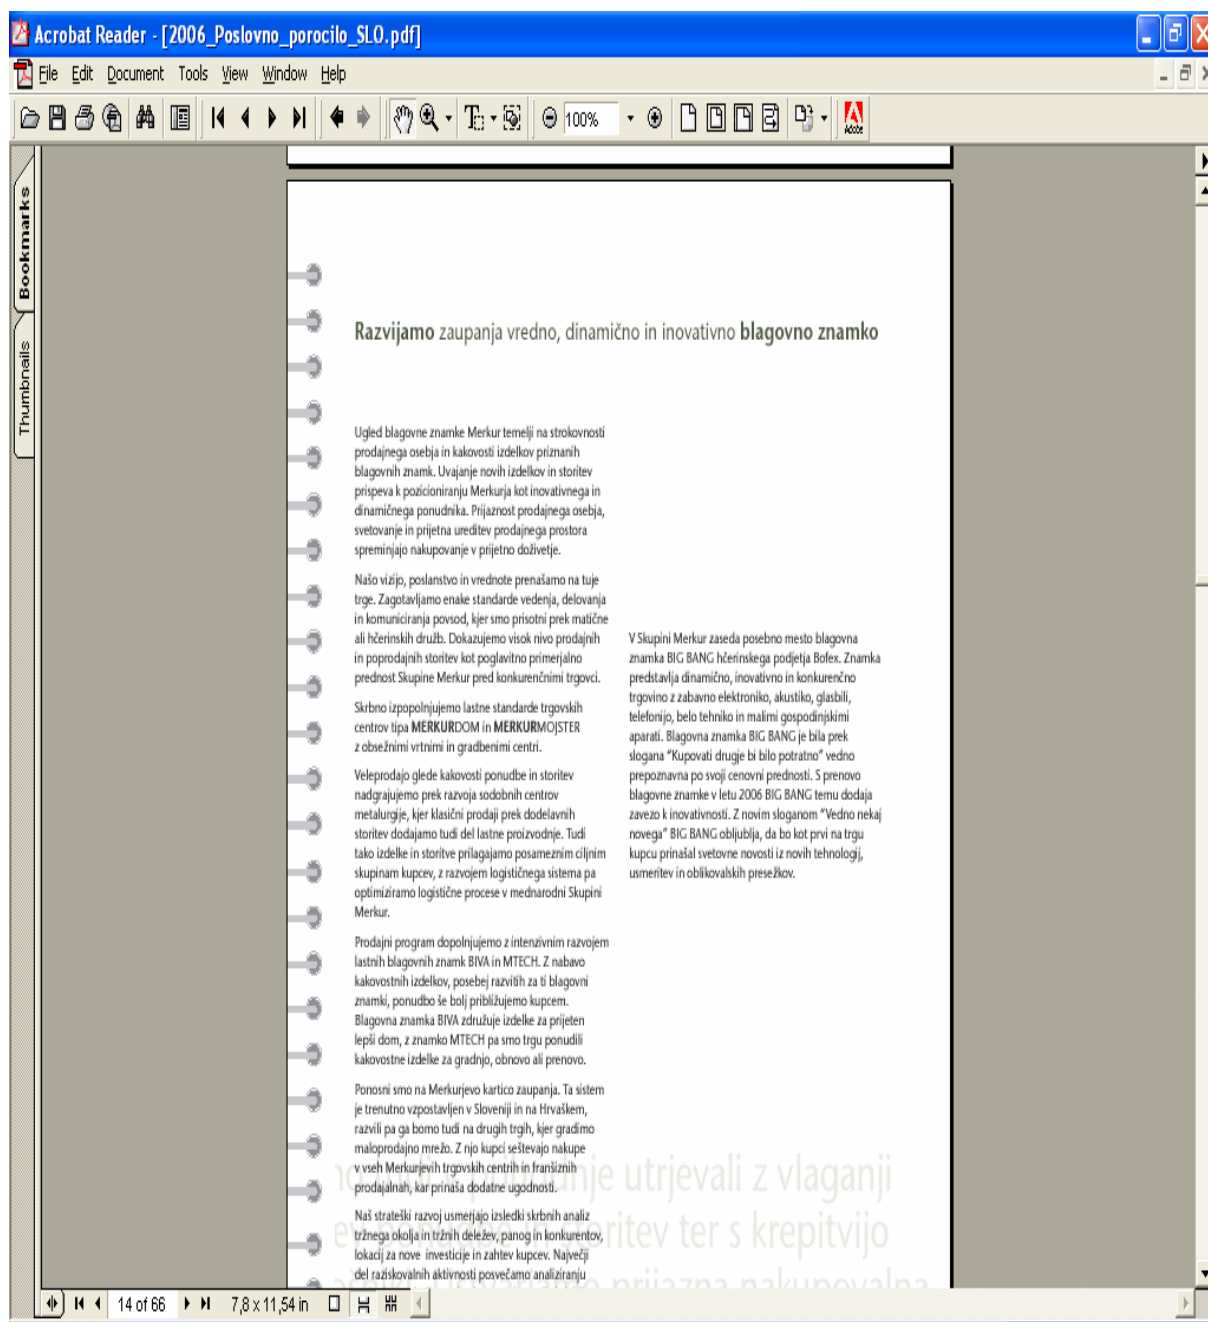 Acrobat Reader - [2006_Poslovno_porocilo_SLO.pdf]
File Edit Document Tools View Window Help
100%
Adobe
Bookmarks
Thumbnails
Razvijamo zaupanja vredno, dinamično in inovativno blagovno znamko
Ugled blagovne znamke Merkur temelji na strokovnosti
prodajnega osebja in kakovosti izdelkov priznanih
blagovnih znamk. Uvajanje novih izdelkov in storitev
prispeva k pozicioniranju Merkurja kot inovativnega in
dinamičnega ponudnika. Prijaznost prodajnega osebja,
svetovanje in prijetna ureditev prodajnega prostora
spreminjajo nakupovanje v prijetno doživetje.
Našo vizijo, poslanstvo in vrednote prenašamo na tuje
trge. Zagotavljamo enake standarde vedenja, delovanja
in komuniciranja povsod, kjer smo prisotni prek matične
ali hčerinskih družb. Dokazujemo visok nivo prodajnih
in poprodajnih storitev kot poglavitno primerjalno
prednost Skupine Merkur pred konkurenčnimi trgovci.
Skrbno izpopolnjujemo lastne standarde trgovskih
centrov tipa MERKURDOM in MERKURMOJSTER
z obsežnimi vrtnimi in gradbenimi centri.
Veleprodajo glede kakovosti ponudbe in storitev
nadgrajujemo prek razvoja sodobnih centrov
metalurgije, kjer klasični prodaji prek dodelavnih
storitev dodajamo tudi del lastne proizvodnje. Tudi
tako izdelke in storitve prilagajamo posameznim ciljnim
skupinam kupcev, z razvojem logističnega sistema pa
optimiziramo logistične procese v mednarodni Skupini
Merkur.
Prodajni program dopolnjujemo z intenzivnim razvojem
lastnih blagovnih znamk BIVA in MTECH. Z nabavo
kakovostnih izdelkov, posebej razvitih za ti blagovni
znamki, ponudbo še bolj približujemo kupcem.
Blagovna znamka BIVA združuje izdelke za prijeten
lepši dom, z znamko MTECH pa smo trgu ponudili
kakovostne izdelke za gradnjo, obnovo ali prenovo.
Ponosni smo na Merkurjevo kartico zaupanja. Ta sistem
je trenutno vzpostavljen v Sloveniji in na Hrvaškem,
razvili pa ga bomo tudi na drugih trgih, kjer gradimo
maloprodajno mrežo. Z njo kupci seštevajo nakupe
v vseh Merkurjevih trgovskih centrih in franšiznih
prodajalnah, kar prinaša dodatne ugodnosti.
Naš strateški razvoj usmerjajo izsledki skrbnih analiz
tržnega okolja in tržnih deležev, panog in konkurentov,
lokacij za nove investicije in zahtev kupcev. Največji
del raziskovalnih aktivnosti posvečamo analiziranju
V Skupini Merkur zaseda posebno mesto blagovna
znamka BIG BANG hčerinskega podjetja Bofex. Znamka
predstavlja dinamično, inovativno in konkurenčno
trgovino z zabavno elektroniko, akustiko, glasbili,
telefonijo, belo tehniko in malimi gospodinjskimi
aparati. Blagovna znamka BIG BANG je bila prek
slogana "Kupovati drugje bi bilo potratno" vedno
prepoznavna po svoji cenovni prednosti. S prenovo
blagovne znamke v letu 2006 BIG BANG temu dodaja
zavezo k inovativnosti. Z novim sloganom "Vedno nekaj
novega" BIG BANG obljublja, da bo kot prvi na trgu
kupcu prinašal svetovne novosti iz novih tehnologij,
usmeritev in oblikovalskih presežkov.
utrjevali z vlaganji
ponudbe in storitev ter s krepitvijo
prijazna nakupovalna
14 of 66 7,8 x 11,54 in